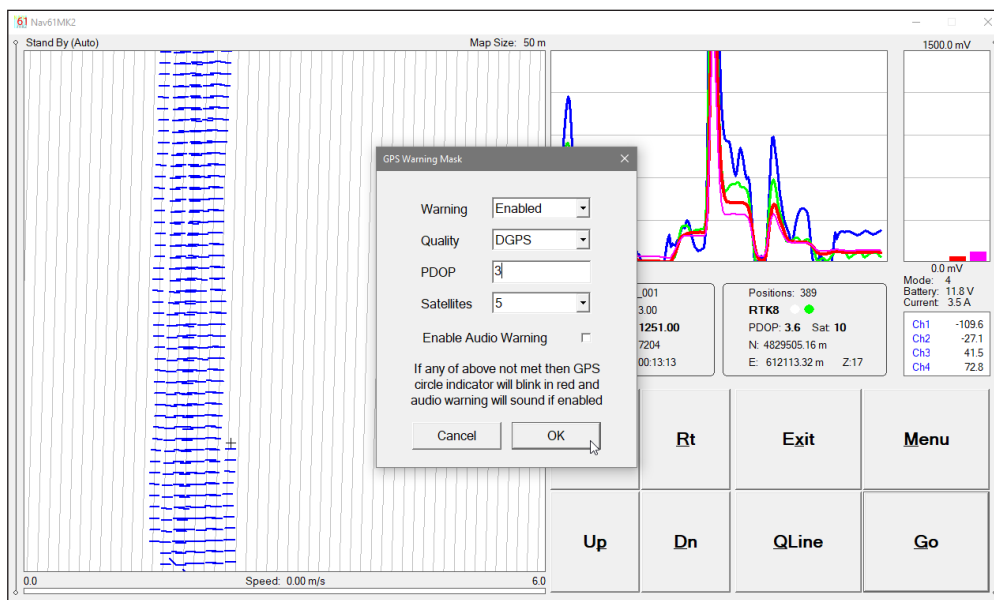 61 Nav61MK2
Stand By (Auto)
Map Size: 50 m
1500.0 mV
GPS Warning Mask
Warning Enabled
Quality DGPS
PDOP 3
Satellites 5
Enable Audio Warning
If any of above not met then GPS
circle indicator will blink in red and
audio warning will sound if enabled
Cancel OK
_001
3.00
1251.00
7204
00:13:13
Positions: 389
RTK8
PDOP: 3.6 Sat: 10
N: 4829505.16 m
E: 612113.32 m Z:17
0.0 mV
Mode: 4
Battery: 11.8 V
Current: 3.5 A
Ch1 -109.6
Ch2 -27.1
Ch3 41.5
Ch4 72.8
Rt Exit Menu
Up Dn QLine Go
0.0 Speed: 0.00 m/s 6.0